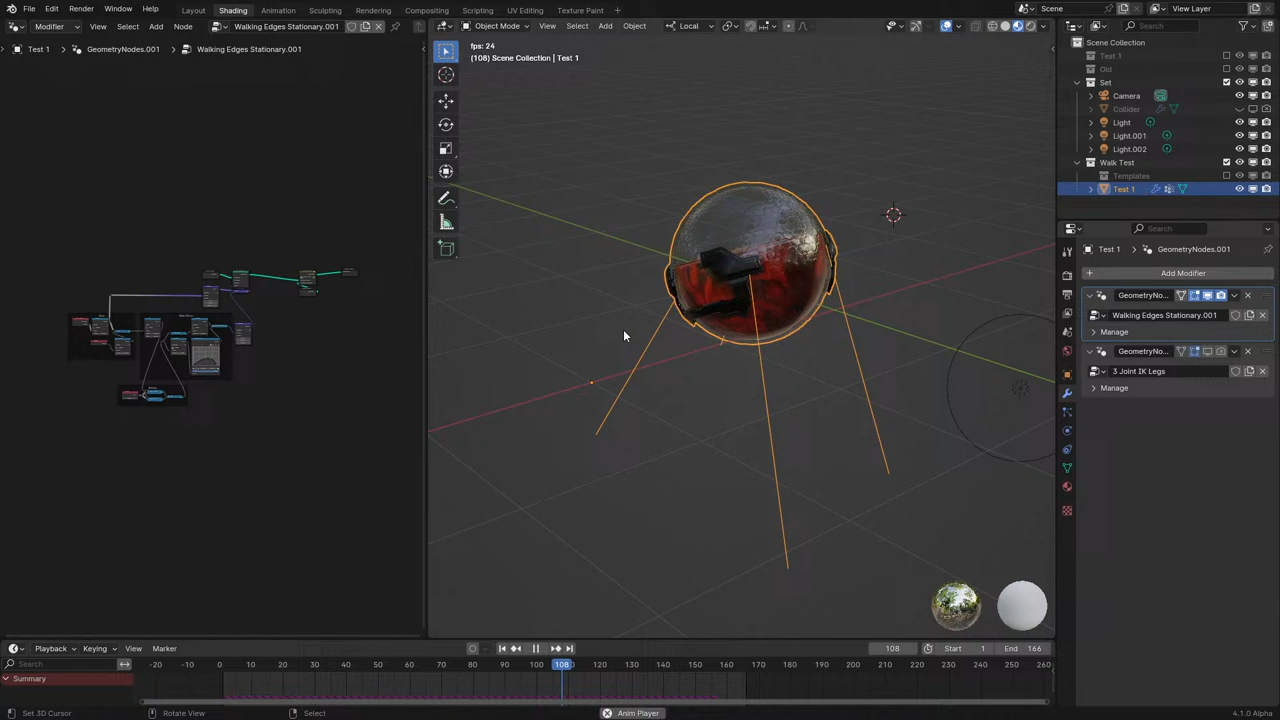 File Edit Render Window Help Layout Shading Animation Sculpting Rendering Compositing Scripting UV Editing Texture Paint Scene View Layer
Modifier View Select Add Node Walking Edges Stationary.001 Object Mode View Select Add Object Local Search
Test 1 GeometryNodes.001 Walking Edges Stationary.001
fps: 24
(108) Scene Collection | Test 1
Scene Collection
Test 1
Old
Set
Camera
Collider
Light
Light.001
Light.002
Walk Test
Templates
Test 1
Search
Test 1 GeometryNodes.001
Add Modifier
GeometryNo...
Walking Edges Stationary.001
Manage
GeometryNo...
3 Joint IK Legs
Manage
Playback Keying View Marker 108 Start 1 End 166
Search -20 -10 0 10 20 30 40 50 60 70 80 90 100 108 120 130 140 150 160 170 180 190 200 210 220 230 240 250 260
Summary
Set 3D Cursor Rotate View Select Anim Player 4.1.0 Alpha